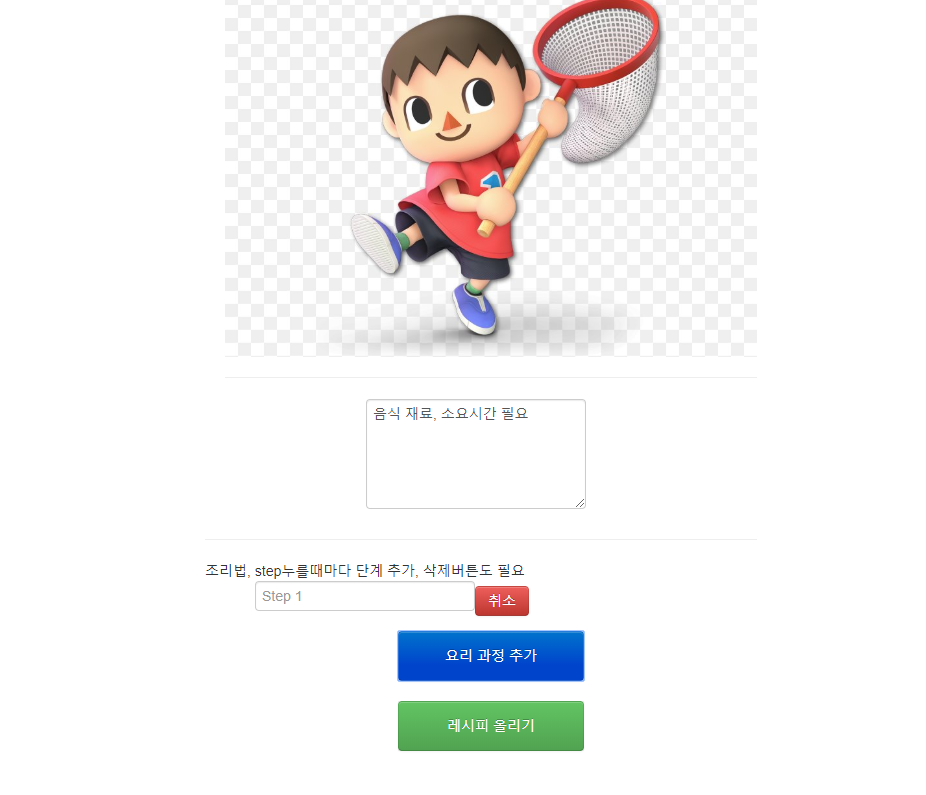 음식 재료, 소요시간 필요
조리법, step누를때마다 단계 추가, 삭제버튼도 필요
Step 1
취소
요리 과정 추가
레시피 올리기